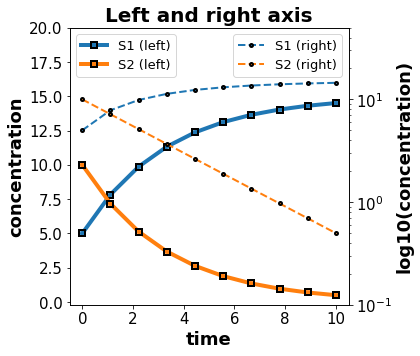 Left and right axis
S1 (left)
S2 (left)
S1 (right)
S2 (right)
20.0
17.5
15.0
12.5
10.0
7.5
5.0
2.5
0.0
concentration
10¹
10⁰
10⁻¹
log10(concentration)
0 2 4 6 8 10
time